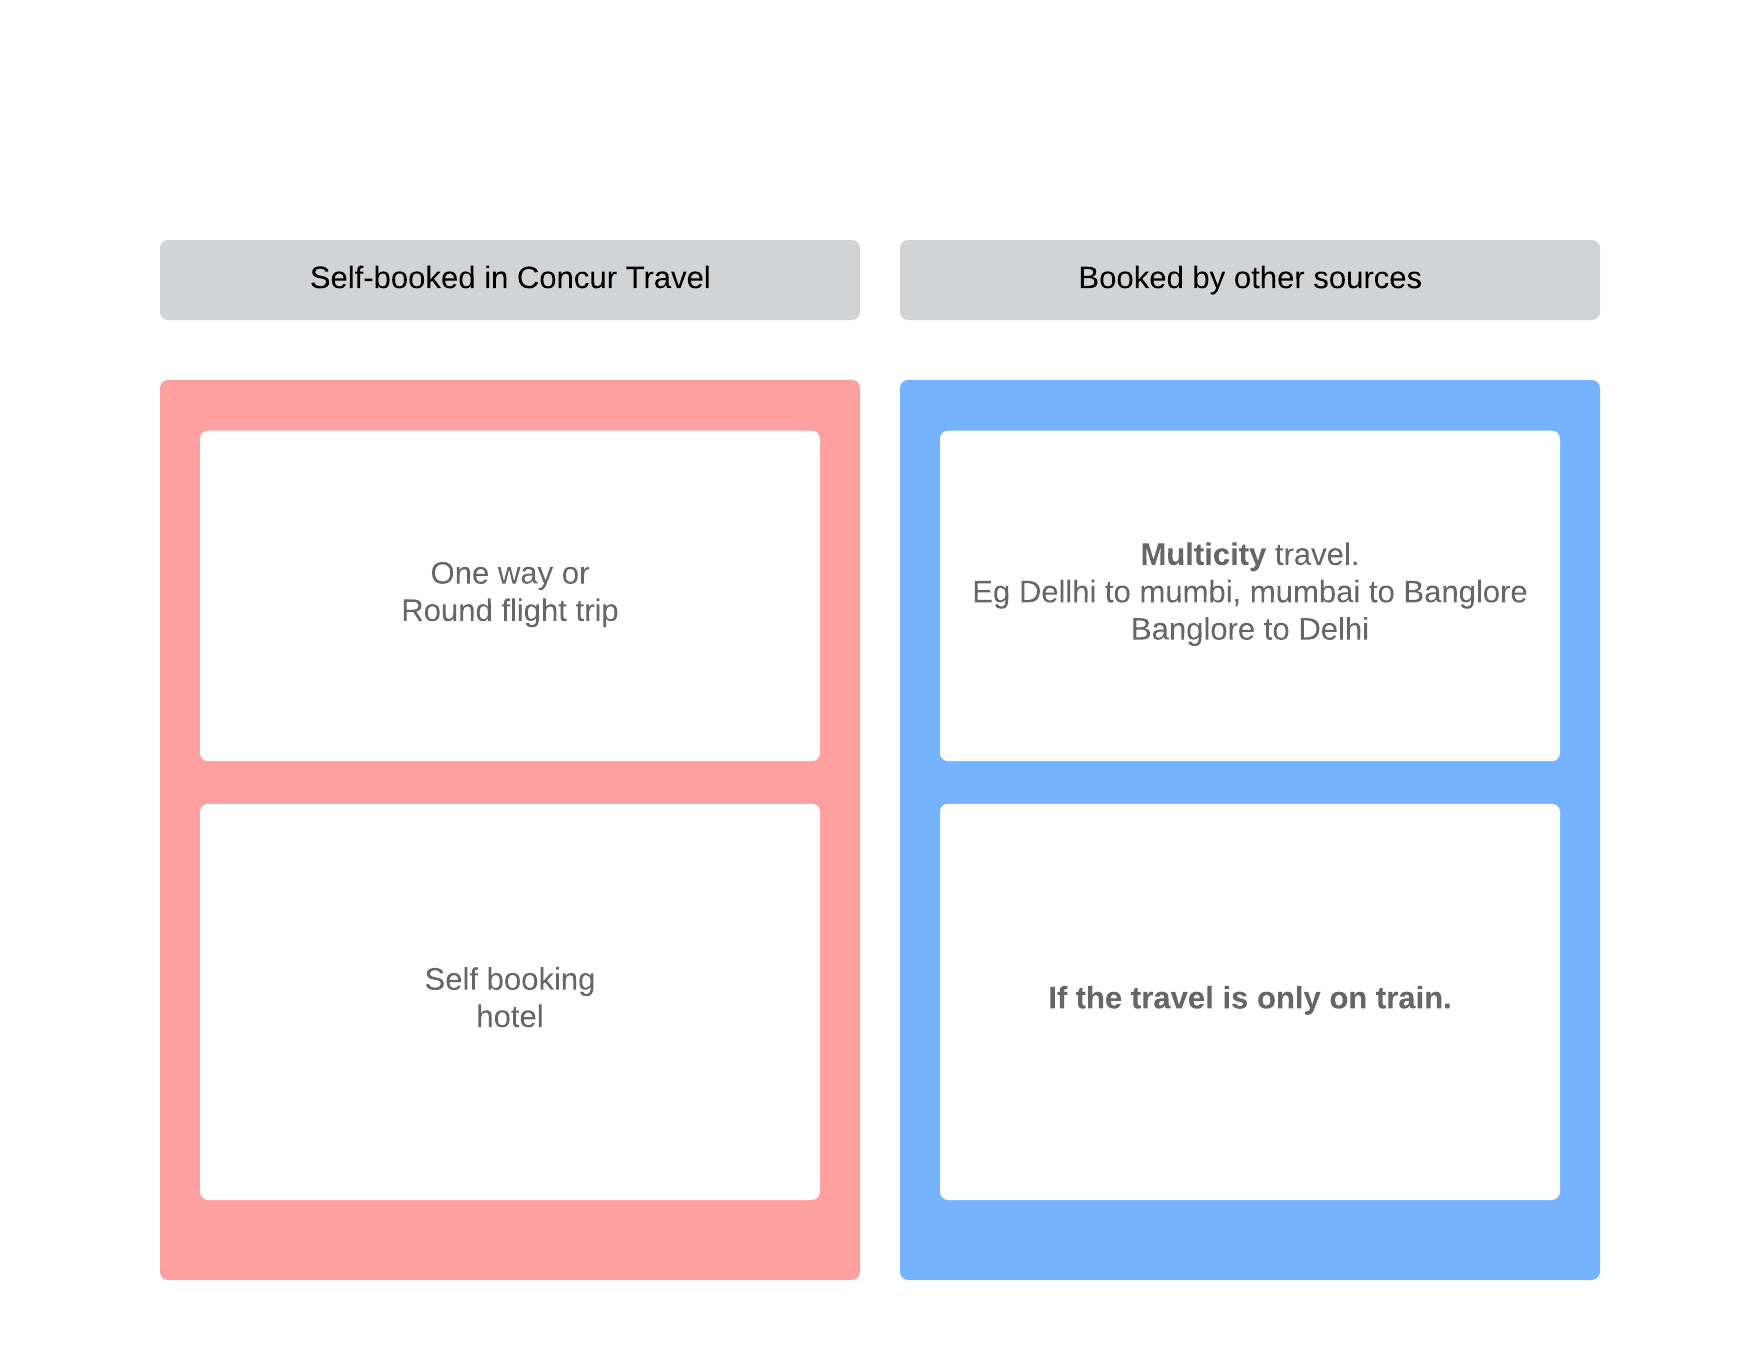 Self-booked in Concur Travel
Booked by other sources
One way or
Round flight trip
Multicity travel.
Eg Dellhi to mumbi, mumbai to Banglore
Banglore to Delhi
Self booking
hotel
If the travel is only on train.